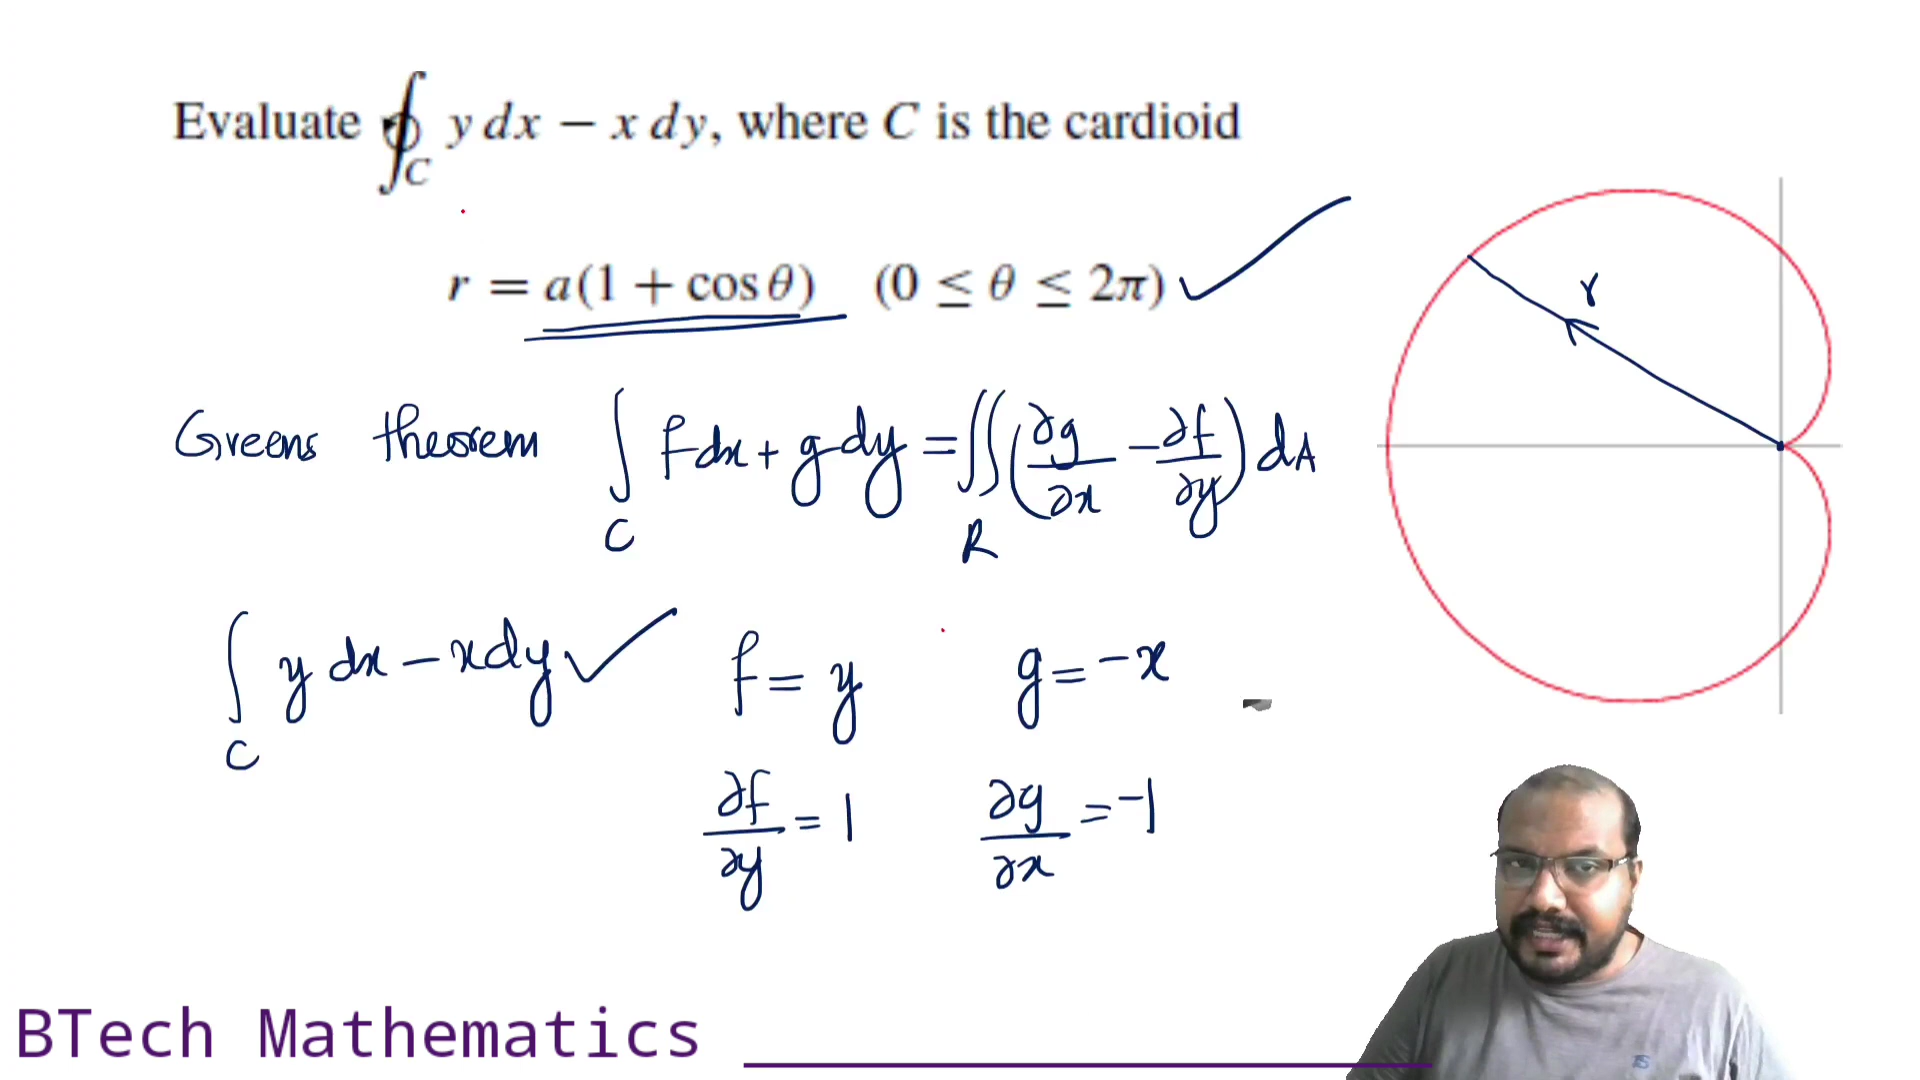 Evaluate ∮_C y dx − x dy, where C is the cardioid
r = a(1 + cos θ) (0 ≤ θ ≤ 2π)
r
Greens theorem ∫_C f dx + g dy = ∬_R (∂g/∂x − ∂f/∂y) dA
∫_C y dx − x dy f = y g = −x
∂f/∂y = 1 ∂g/∂x = −1
BTech Mathematics